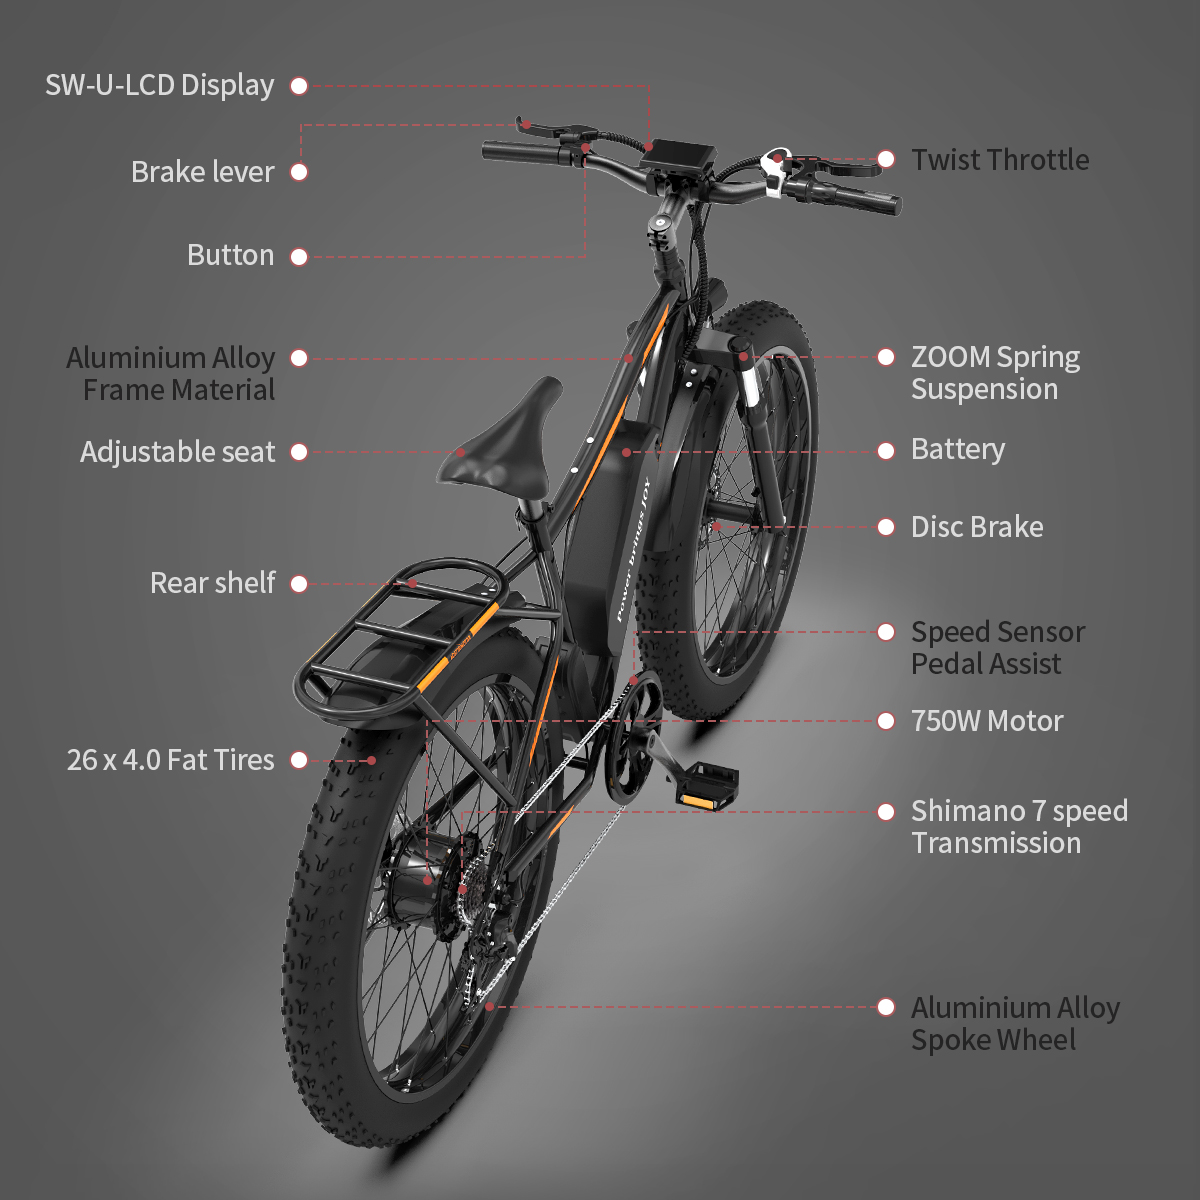 SW-U-LCD Display
Brake lever
Twist Throttle
Button
Aluminium Alloy
Frame Material
ZOOM Spring
Suspension
Adjustable seat
Battery
Power brings JOY
Disc Brake
Rear shelf
Speed Sensor
Pedal Assist
750W Motor
26 x 4.0 Fat Tires
Shimano 7 speed
Transmission
Aluminium Alloy
Spoke Wheel